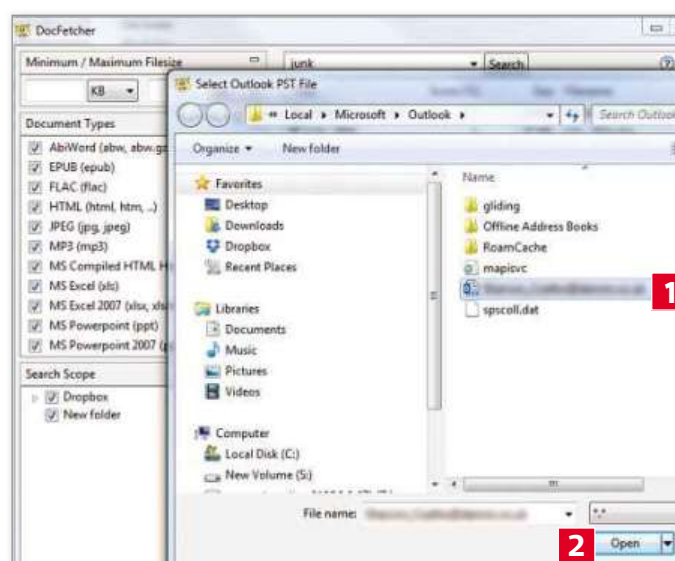 DocFetcher
Minimum / Maximum Filesize
KB
junk
Search
Select Outlook PST File
Local Microsoft Outlook
Search Outlook
Organize
New folder
Document Types
AbiWord (abw, abw.gz
EPUB (epub)
FLAC (flac)
HTML (html, htm, ..)
JPEG (jpg, jpeg)
MP3 (mp3)
MS Compiled HTML H
MS Excel (xls)
MS Excel 2007 (xlsx, xls
MS Powerpoint (ppt)
MS Powerpoint 2007 (
Search Scope
Dropbox
New folder
Favorites
Desktop
Downloads
Dropbox
Recent Places
Libraries
Documents
Music
Pictures
Videos
Computer
Local Disk (C:)
New Volume (S:)
Name
gliding
Offline Address Books
RoamCache
mapisvc
1
spscoll.dat
File name:
*.*
2
Open